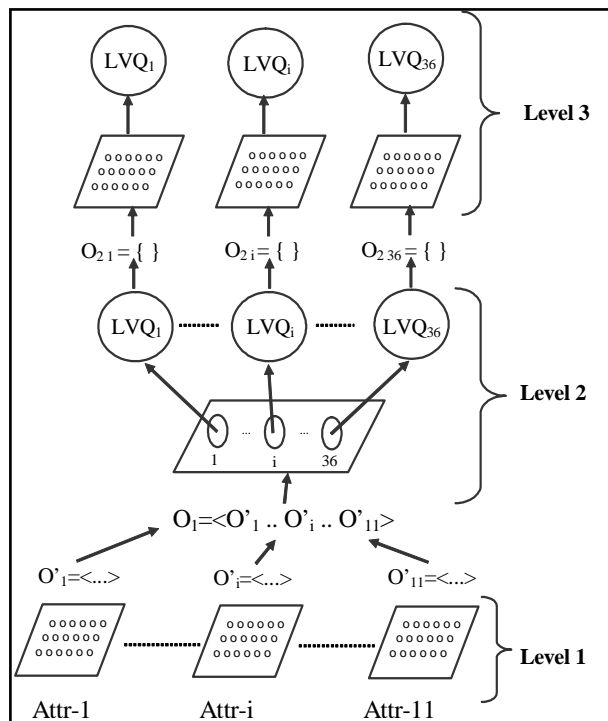 LVQ1 LVQi LVQ36
Level 3
O2 1 = { } O2 i = { } O2 36 = { }
LVQ1 LVQi LVQ36
Level 2
... ...
1 i 36
O1=<O'1 .. O'i .. O'11>
O'1=<...> O'i=<...> O'11=<...>
Level 1
Attr-1 Attr-i Attr-11